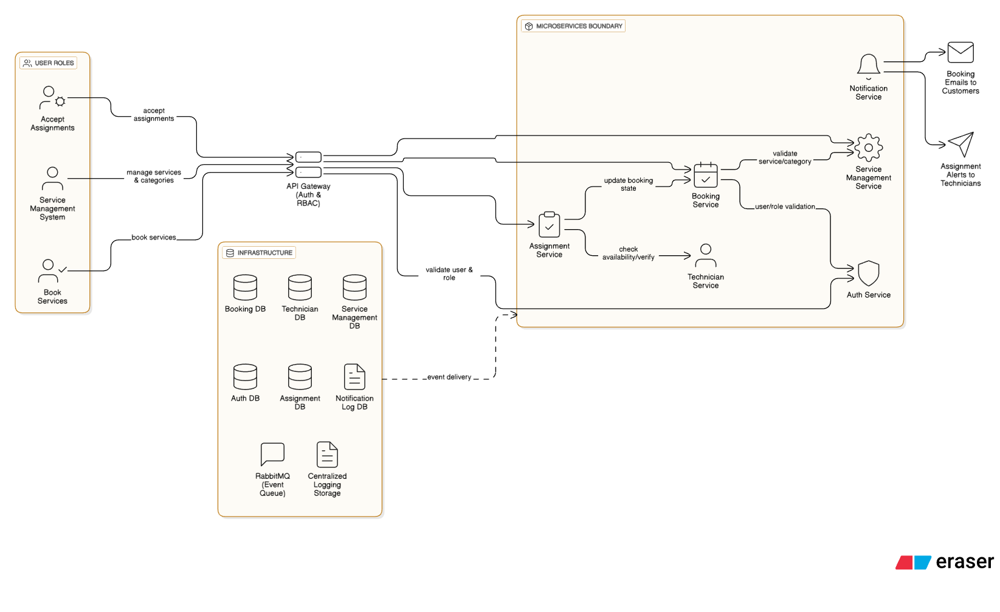 USER ROLES
Accept
Assignments
Service
Management
System
Book
Services
accept
assignments
manage services
& categories
book services
API Gateway
(Auth &
RBAC)
INFRASTRUCTURE
Booking DB
Technician
DB
Service
Management
DB
Auth DB
Assignment
DB
Notification
Log DB
RabbitMQ
(Event
Queue)
Centralized
Logging
Storage
validate user &
role
event delivery
MICROSERVICES BOUNDARY
Assignment
Service
update booking
state
check
availability/verify
Booking
Service
Technician
Service
validate
service/category
user/role validation
Notification
Service
Service
Management
Service
Auth Service
Booking
Emails to
Customers
Assignment
Alerts to
Technicians
eraser